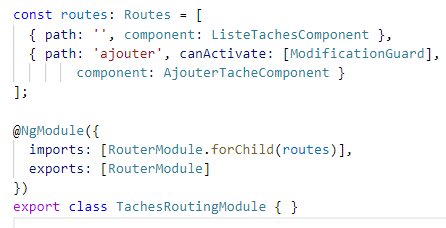 const routes: Routes = [
  { path: '', component: ListeTachesComponent },
  { path: 'ajouter', canActivate: [ModificationGuard],
        component: AjouterTacheComponent }
];

@NgModule({
  imports: [RouterModule.forChild(routes)],
  exports: [RouterModule]
})
export class TachesRoutingModule { }